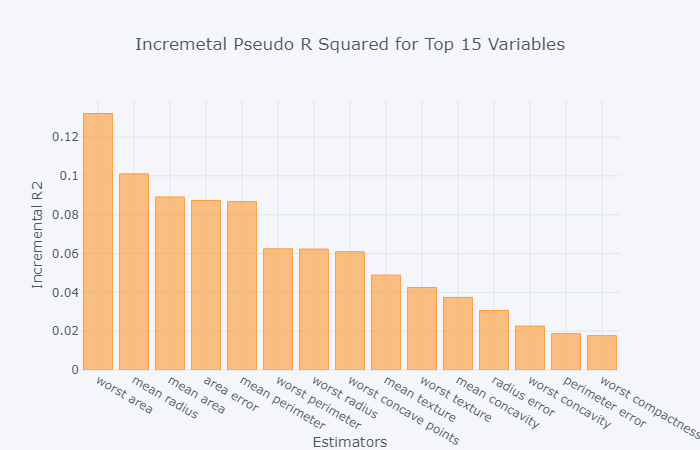 Incremetal Pseudo R Squared for Top 15 Variables
Incremental R2
0.12
0.1
0.08
0.06
0.04
0.02
0
worst area
mean radius
mean area
area error
mean perimeter
worst perimeter
worst radius
worst concave points
mean texture
worst texture
mean concavity
radius error
worst concavity
perimeter error
worst compactness
Estimators